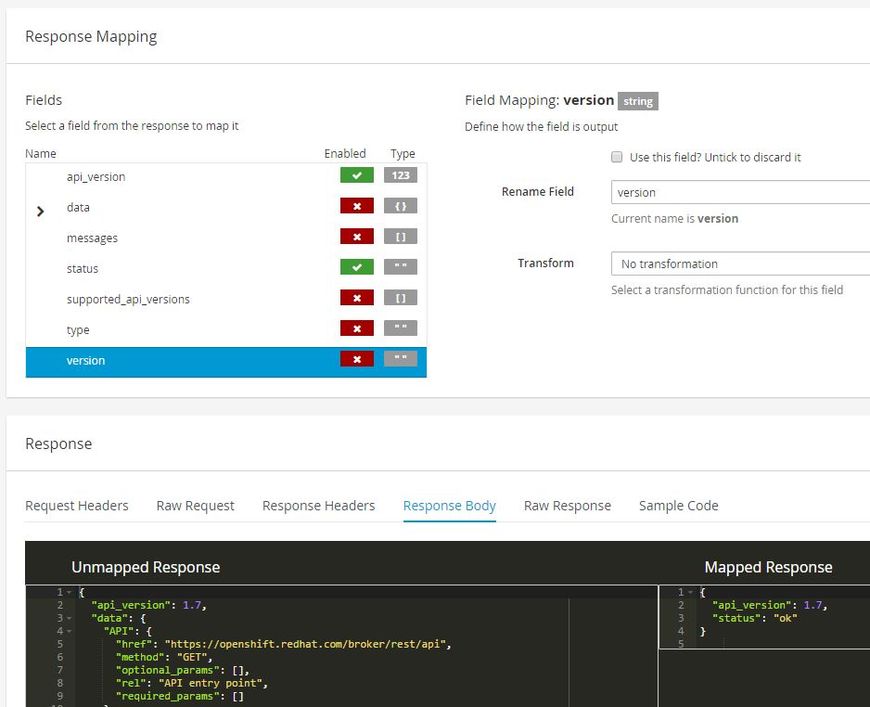 Response Mapping
Fields
Select a field from the response to map it
Name Enabled Type
api_version 123
data { }
messages [ ]
status " "
supported_api_versions [ ]
type " "
version " "
Field Mapping: version string
Define how the field is output
Use this field? Untick to discard it
Rename Field version
Current name is version
Transform No transformation
Select a transformation function for this field
Response
Request Headers Raw Request Response Headers Response Body Raw Response Sample Code
Unmapped Response
1 {
2 "api_version": 1.7,
3 "data": {
4 "API": {
5 "href": "https://openshift.redhat.com/broker/rest/api",
6 "method": "GET",
7 "optional_params": [],
8 "rel": "API entry point",
9 "required_params": []
Mapped Response
1 {
2 "api_version": 1.7,
3 "status": "ok"
4 }
5